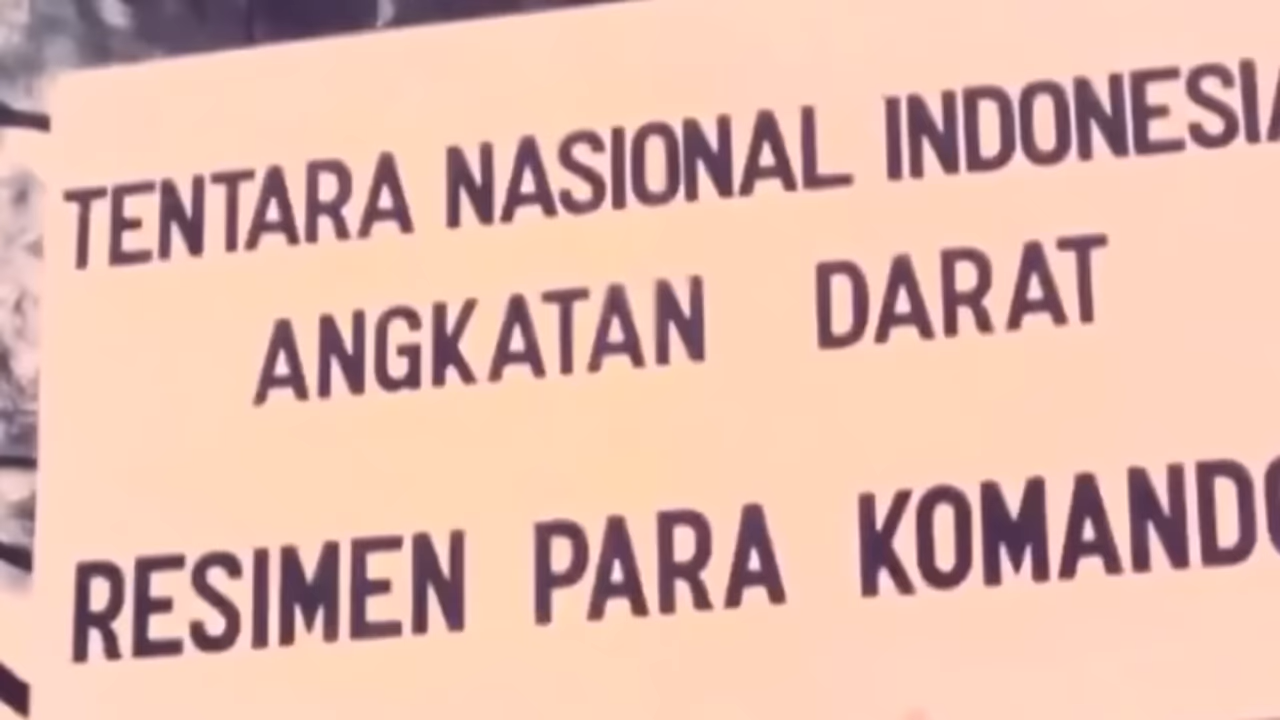 TENTARA NASIONAL INDONESIA
ANGKATAN DARAT
RESIMEN PARA KOMANDO